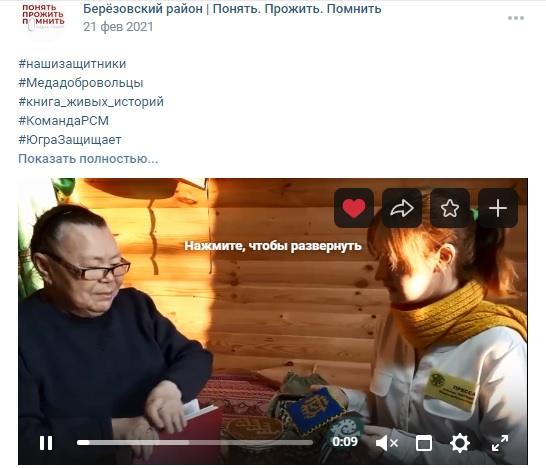 ПОНЯТЬ
ПРОЖИТЬ
ПОМНИТЬ
Берёзовский район | Понять. Прожить. Помнить
21 фев 2021
#нашизащитники
#Медадобровольцы
#книга_живых_историй
#КомандаРСМ
#ЮграЗащищает
Показать полностью...
Нажмите, чтобы развернуть
ПРЕССА
0:09